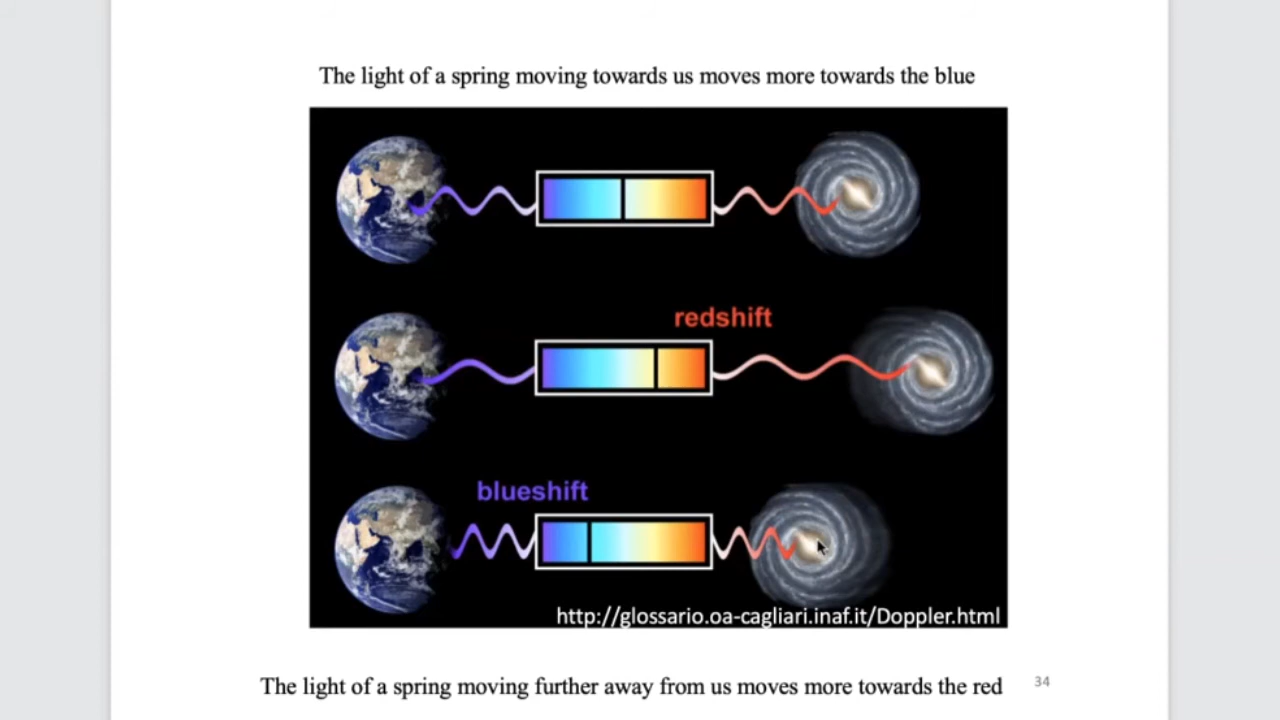 The light of a spring moving towards us moves more towards the blue
redshift
blueshift
http://glossario.oa-cagliari.inaf.it/Doppler.html
The light of a spring moving further away from us moves more towards the red
34